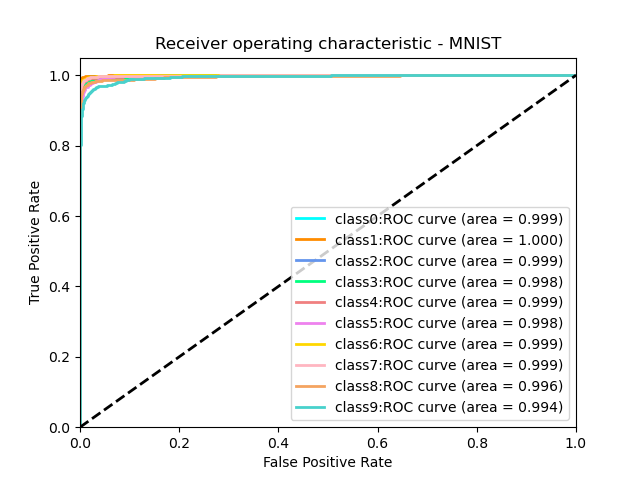 Receiver operating characteristic - MNIST
True Positive Rate
1.0
0.8
0.6
0.4
0.2
0.0
class0:ROC curve (area = 0.999)
class1:ROC curve (area = 1.000)
class2:ROC curve (area = 0.999)
class3:ROC curve (area = 0.998)
class4:ROC curve (area = 0.999)
class5:ROC curve (area = 0.998)
class6:ROC curve (area = 0.999)
class7:ROC curve (area = 0.999)
class8:ROC curve (area = 0.996)
class9:ROC curve (area = 0.994)
0.0 0.2 0.4 0.6 0.8 1.0
False Positive Rate